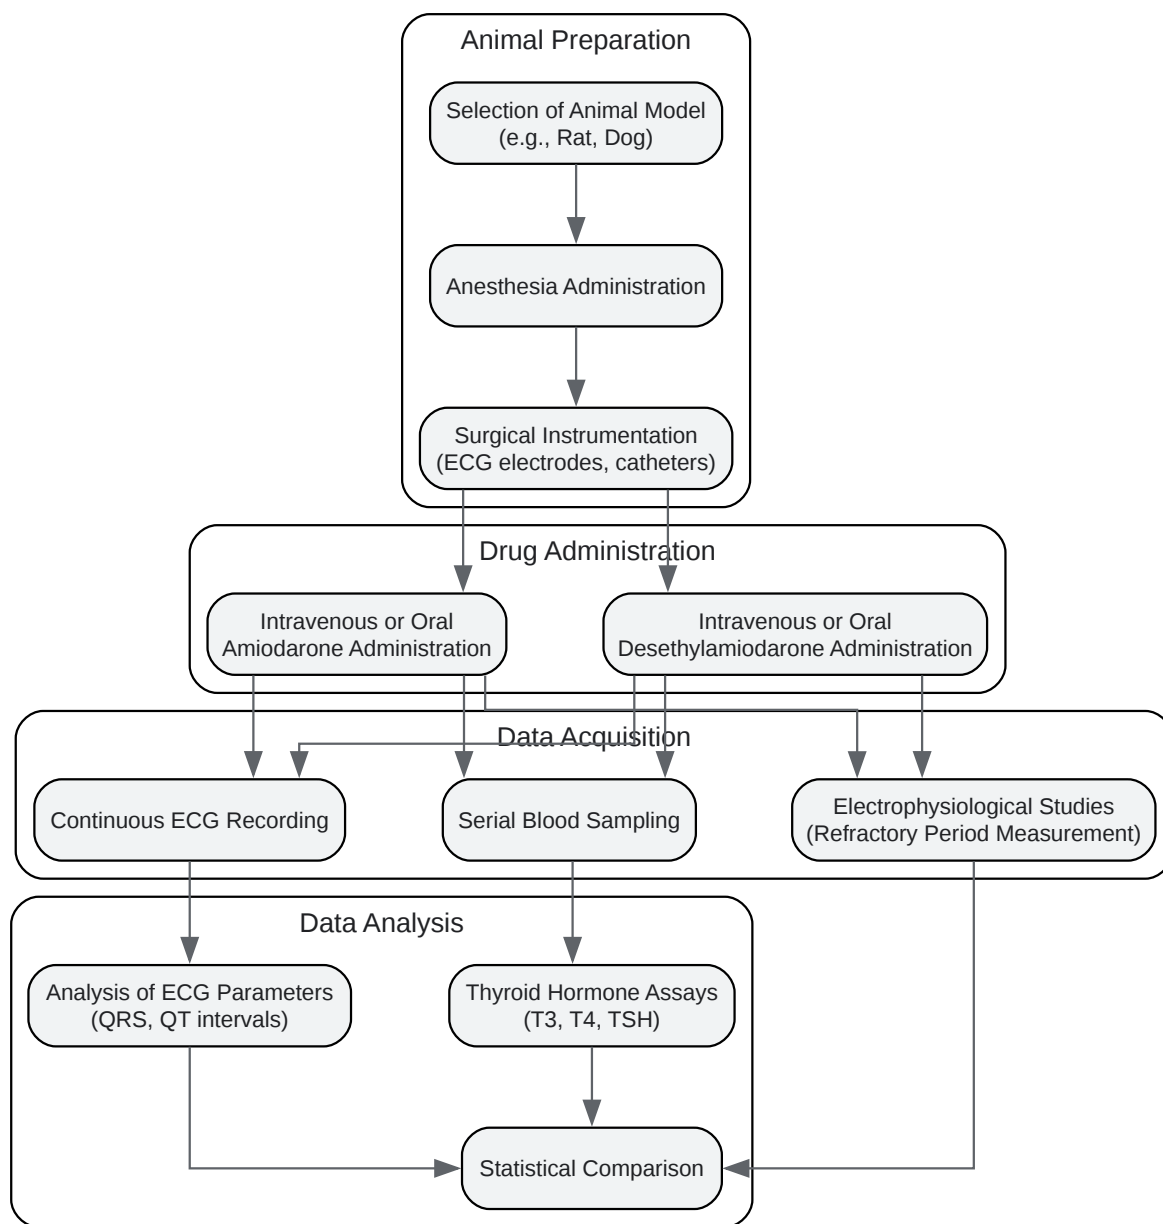 Animal Preparation
Selection of Animal Model
(e.g., Rat, Dog)
Anesthesia Administration
Surgical Instrumentation
(ECG electrodes, catheters)
Drug Administration
Intravenous or Oral
Amiodarone Administration
Intravenous or Oral
Desethylamiodarone Administration
Data Acquisition
Continuous ECG Recording
Serial Blood Sampling
Electrophysiological Studies
(Refractory Period Measurement)
Data Analysis
Analysis of ECG Parameters
(QRS, QT intervals)
Thyroid Hormone Assays
(T3, T4, TSH)
Statistical Comparison